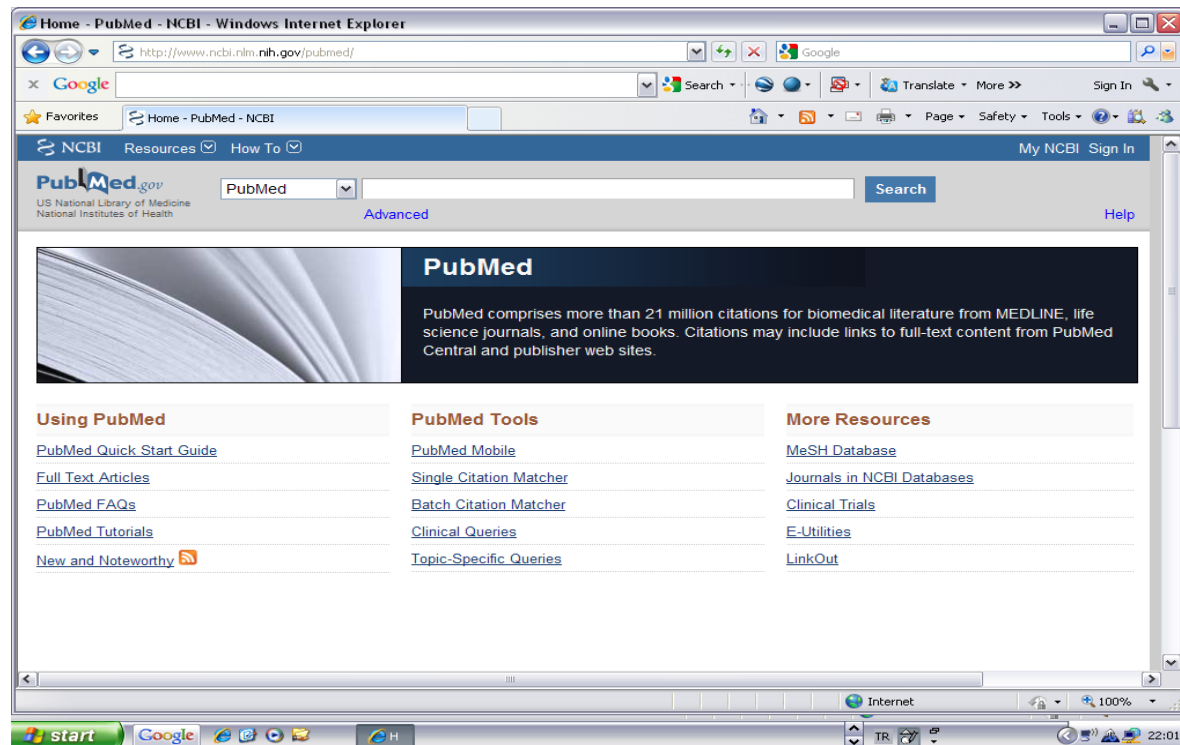 Home - PubMed - NCBI - Windows Internet Explorer
http://www.ncbi.nlm.nih.gov/pubmed/
Google
x Google
Search
Translate
More >>
Sign In
Favorites
Home - PubMed - NCBI
Page
Safety
Tools
NCBI
Resources
How To
My NCBI
Sign In
PubMed.gov
US National Library of Medicine
National Institutes of Health
PubMed
Search
Advanced
Help
PubMed
PubMed comprises more than 21 million citations for biomedical literature from MEDLINE, life
science journals, and online books. Citations may include links to full-text content from PubMed
Central and publisher web sites.
Using PubMed
PubMed Quick Start Guide
Full Text Articles
PubMed FAQs
PubMed Tutorials
New and Noteworthy
PubMed Tools
PubMed Mobile
Single Citation Matcher
Batch Citation Matcher
Clinical Queries
Topic-Specific Queries
More Resources
MeSH Database
Journals in NCBI Databases
Clinical Trials
E-Utilities
LinkOut
Internet
100%
start
Google
H
TR
22:01